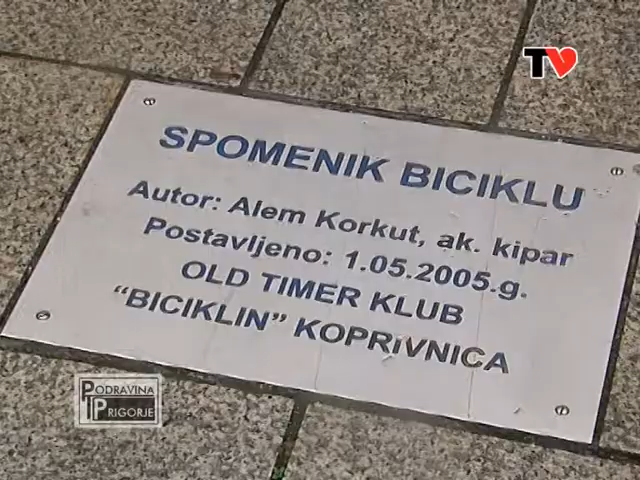 TV
SPOMENIK BICIKLU
Autor: Alem Korkut, ak. kipar
Postavljeno: 1.05.2005.g.
OLD TIMER KLUB
“BICIKLIN” KOPRIVNICA
PODRAVINA
I PRIGORJE